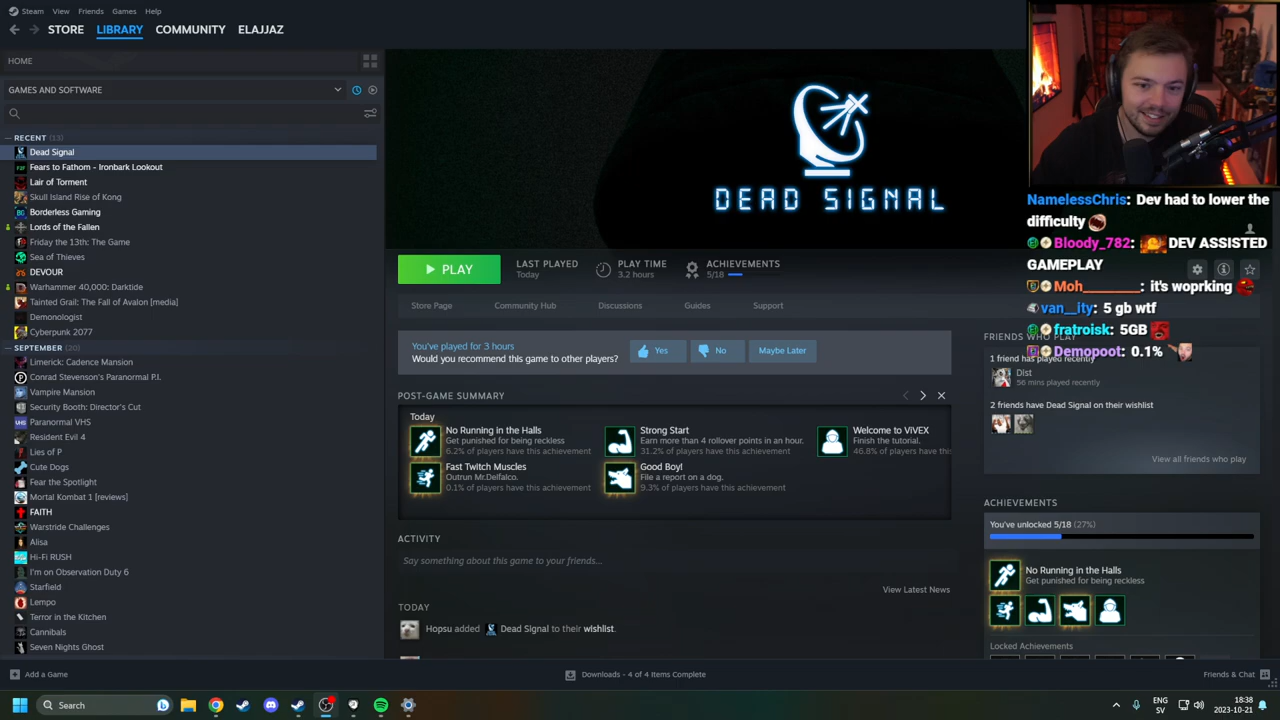 Steam View Friends Games Help
STORE LIBRARY COMMUNITY ELAJJAZ
HOME
GAMES AND SOFTWARE
RECENT (13)
Dead Signal
Fears to Fathom - Ironbark Lookout
Lair of Torment
Skull Island Rise of Kong
Borderless Gaming
Lords of the Fallen
Friday the 13th: The Game
Sea of Thieves
DEVOUR
Warhammer 40,000: Darktide
Tainted Grail: The Fall of Avalon [media]
Demonologist
Cyberpunk 2077
SEPTEMBER (20)
Limerick: Cadence Mansion
Conrad Stevenson's Paranormal P.I.
Vampire Mansion
Security Booth: Director's Cut
Paranormal VHS
Resident Evil 4
Lies of P
Cute Dogs
Fear the Spotlight
Mortal Kombat 1 [reviews]
FAITH
Warstride Challenges
Alisa
Hi-Fi RUSH
I'm on Observation Duty 6
Starfield
Lempo
Terror in the Kitchen
Cannibals
Seven Nights Ghost
Add a Game
DEAD SIGNAL
PLAY
LAST PLAYED
Today
PLAY TIME
3.2 hours
ACHIEVEMENTS
5/18
Store Page Community Hub Discussions Guides Support
You've played for 3 hours
Would you recommend this game to other players?
Yes No Maybe Later
POST-GAME SUMMARY
Today
No Running in the Halls
Get punished for being reckless
6.2% of players have this achievement
Strong Start
Earn more than 4 rollover points in an hour.
31.2% of players have this achievement
Welcome to ViVEX
Finish the tutorial.
46.8% of players have this
Fast Twitch Muscles
Outrun Mr.Delfalco.
0.1% of players have this achievement
Good Boy!
File a report on a dog.
9.3% of players have this achievement
ACTIVITY
Say something about this game to your friends...
View Latest News
TODAY
Hopsu added Dead Signal to their wishlist.
Downloads - 4 of 4 Items Complete
NamelessChris: Dev had to lower the
difficulty
Bloody_782: DEV ASSISTED
GAMEPLAY
Moh_________: it's woprking
van__ity: 5 gb wtf
fratroisk: 5GB
Demopoot: 0.1%
FRIENDS WHO PLAY
1 friend has played recently
Dist
56 mins played recently
2 friends have Dead Signal on their wishlist
View all friends who play
ACHIEVEMENTS
You've unlocked 5/18 (27%)
No Running in the Halls
Get punished for being reckless
Locked Achievements
Friends & Chat
Search
ENG
SV
18:38
2023-10-21